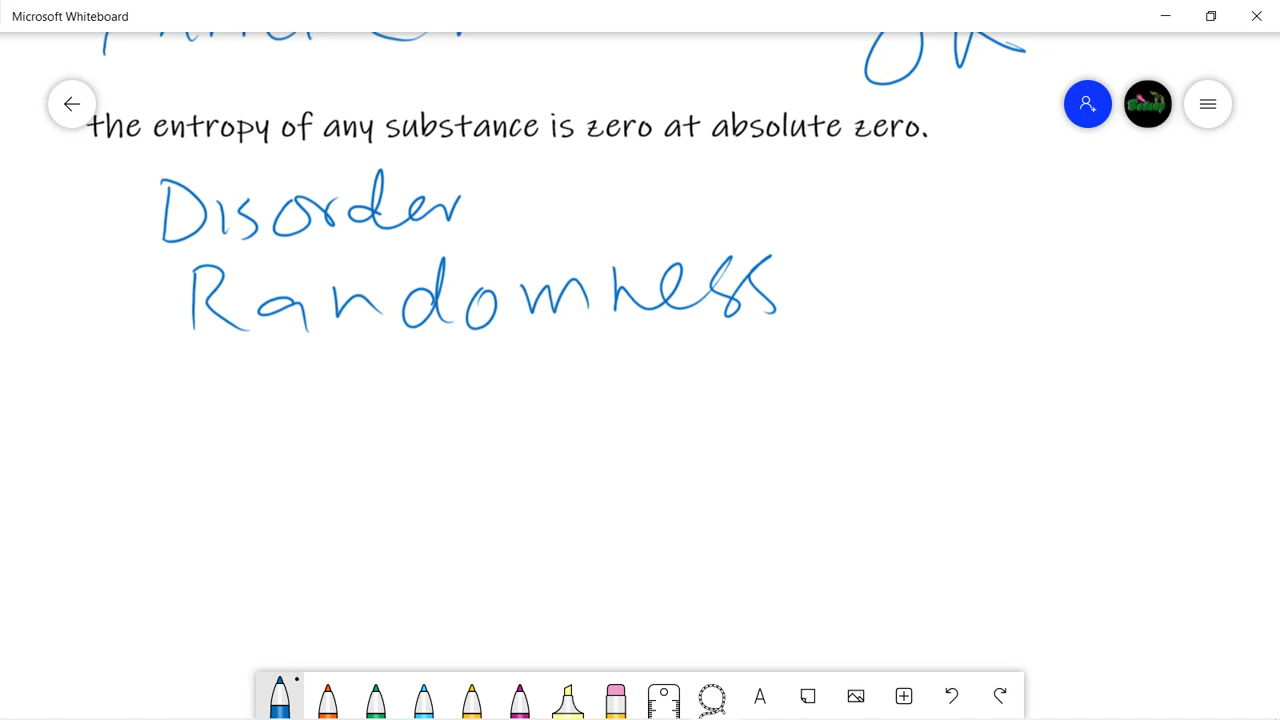 Microsoft Whiteboard
the entropy of any substance is zero at absolute zero.
Disorder
Randomness
A